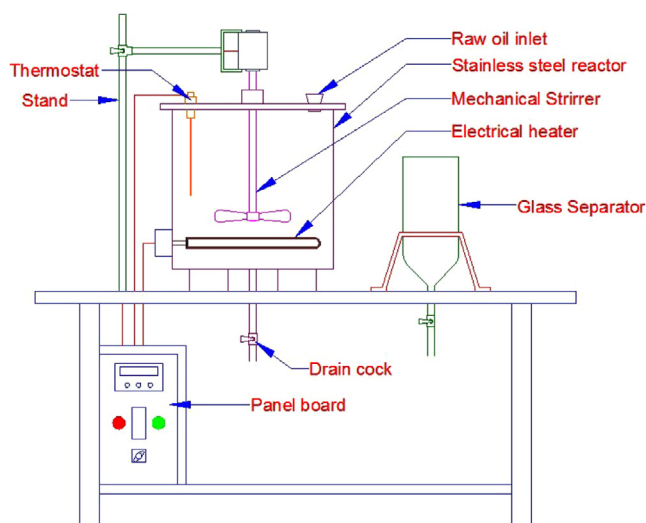 Raw oil inlet
Thermostat
Stainless steel reactor
Stand
Mechanical Strirrer
Electrical heater
Glass Separator
Drain cock
Panel board